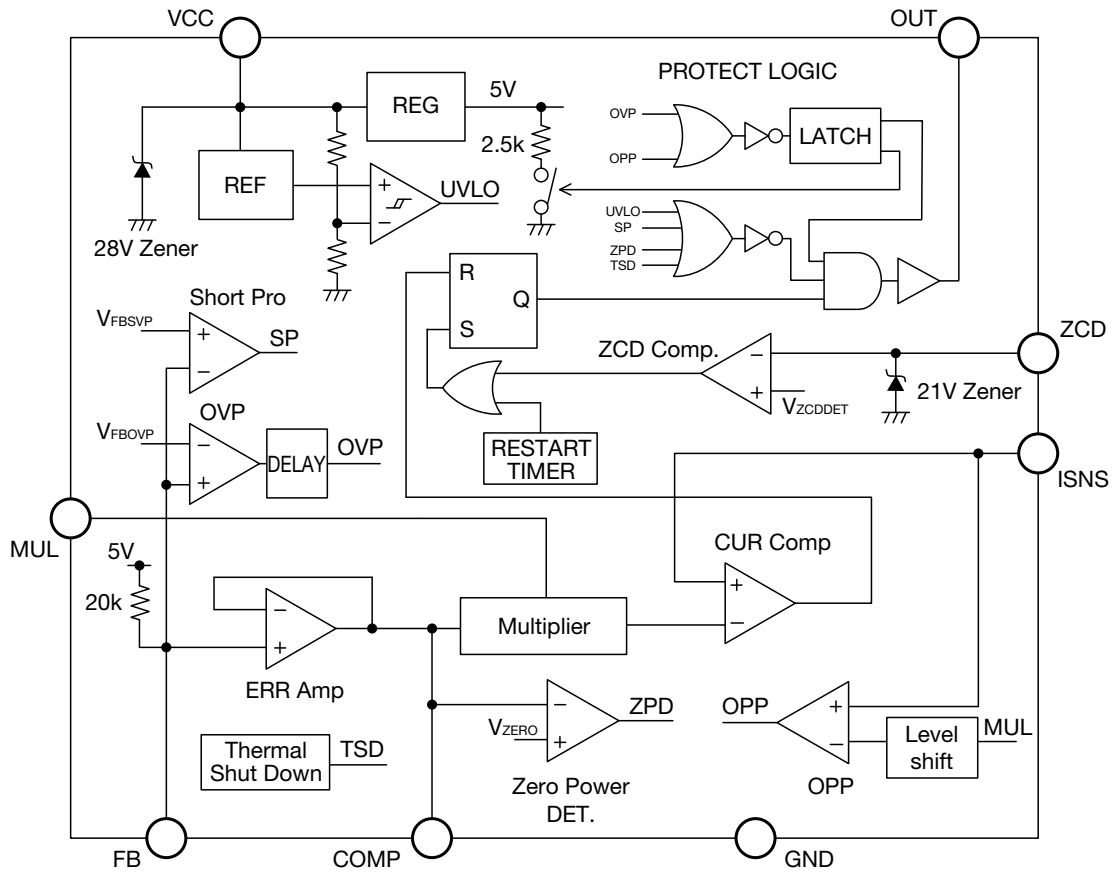 VCC
OUT
PROTECT LOGIC
REG
5V
2.5k
OVP
OPP
LATCH
REF
+
−
UVLO
UVLO
SP
ZPD
TSD
28V Zener
R
S
Q
Short Pro
VFBSVP
+
−
SP
ZCD Comp.
−
+
VZCDDET
ZCD
21V Zener
OVP
VFBOVP
−
+
DELAY
OVP
RESTART
TIMER
ISNS
MUL
5V
20k
CUR Comp
+
−
−
+
Multiplier
ERR Amp
VZERO
−
+
ZPD
Zero Power
DET.
OPP
+
−
OPP
Level
shift
MUL
Thermal
Shut Down
TSD
FB
COMP
GND